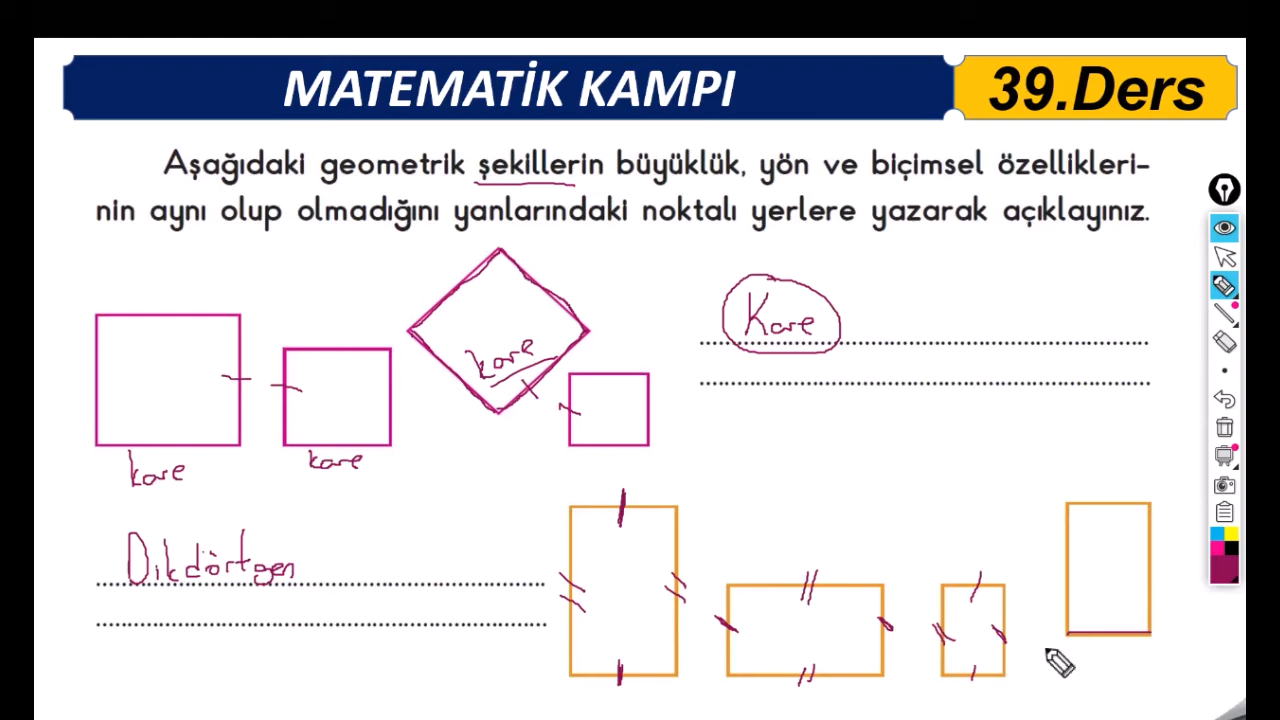 MATEMATİK KAMPI
39.Ders
Aşağıdaki geometrik şekillerin büyüklük, yön ve biçimsel özellikleri-
nin aynı olup olmadığını yanlarındaki noktalı yerlere yazarak açıklayınız.
Kare
kare
kare
kare
Dikdörtgen